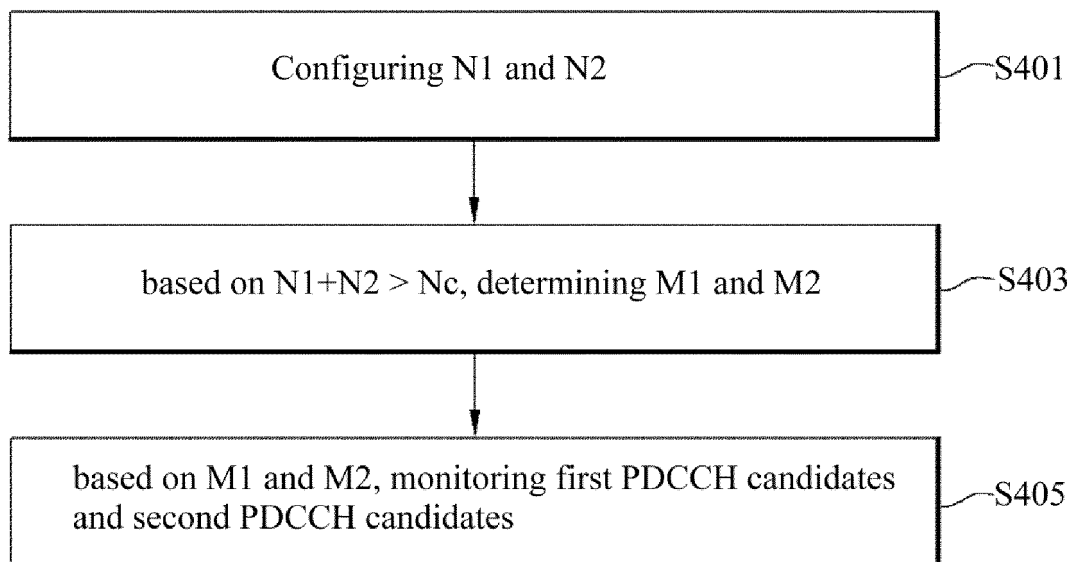 Configuring N1 and N2
S401
based on N1+N2 > Nc, determining M1 and M2
S403
based on M1 and M2, monitoring first PDCCH candidates
and second PDCCH candidates
S405